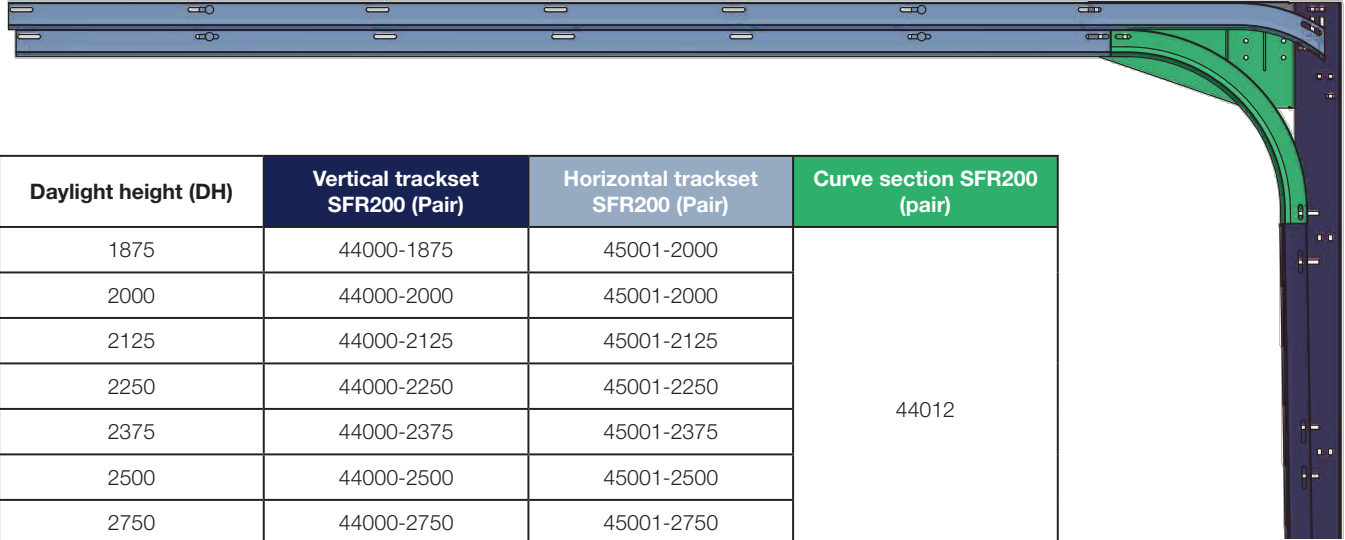 Daylight height (DH) Vertical trackset SFR200 (Pair) Horizontal trackset SFR200 (Pair) Curve section SFR200 (pair)
1875 44000-1875 45001-2000
2000 44000-2000 45001-2000
2125 44000-2125 45001-2125
2250 44000-2250 45001-2250
2375 44000-2375 45001-2375
44012
2500 44000-2500 45001-2500
2750 44000-2750 45001-2750